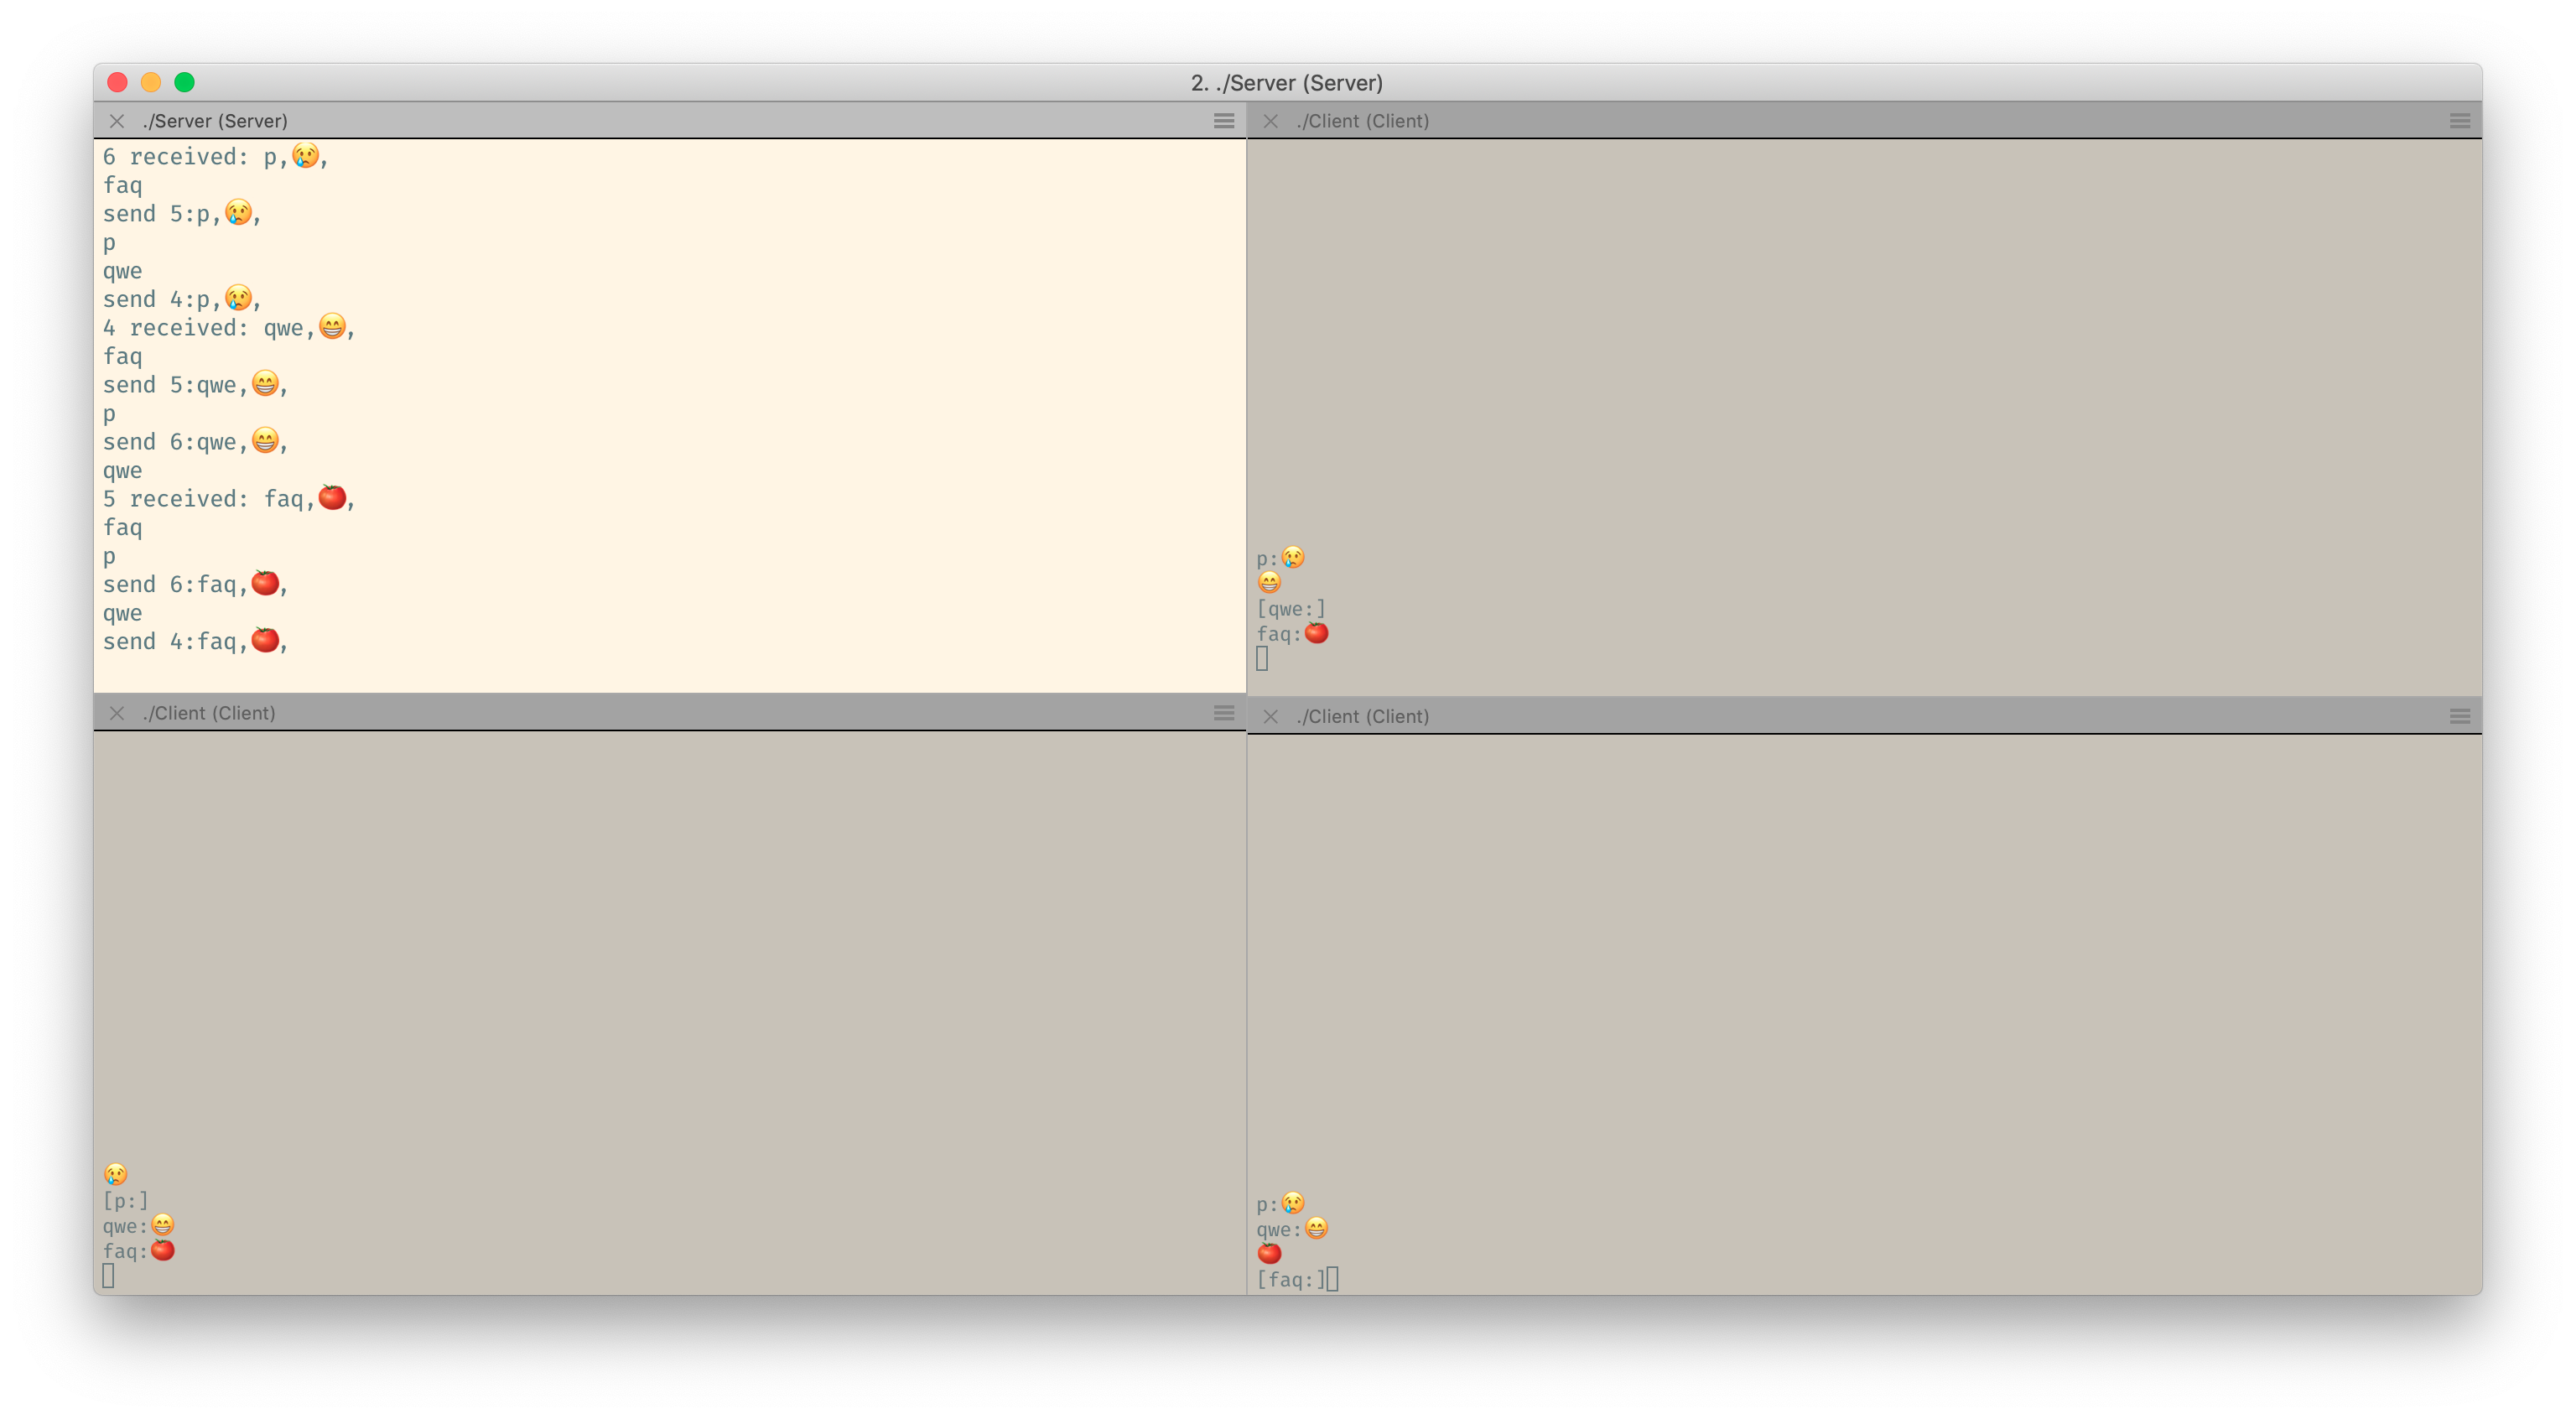 2. ./Server (Server)
./Server (Server)
6 received: p,😢,
faq
send 5:p,😢,
p
qwe
send 4:p,😢,
4 received: qwe,😁,
faq
send 5:qwe,😁,
p
send 6:qwe,😁,
qwe
5 received: faq,🍅,
faq
p
send 6:faq,🍅,
qwe
send 4:faq,🍅,
./Client (Client)
p:😢
😁
[qwe:]
faq:🍅
./Client (Client)
😢
[p:]
qwe:😁
faq:🍅
./Client (Client)
p:😢
qwe:😁
🍅
[faq:]